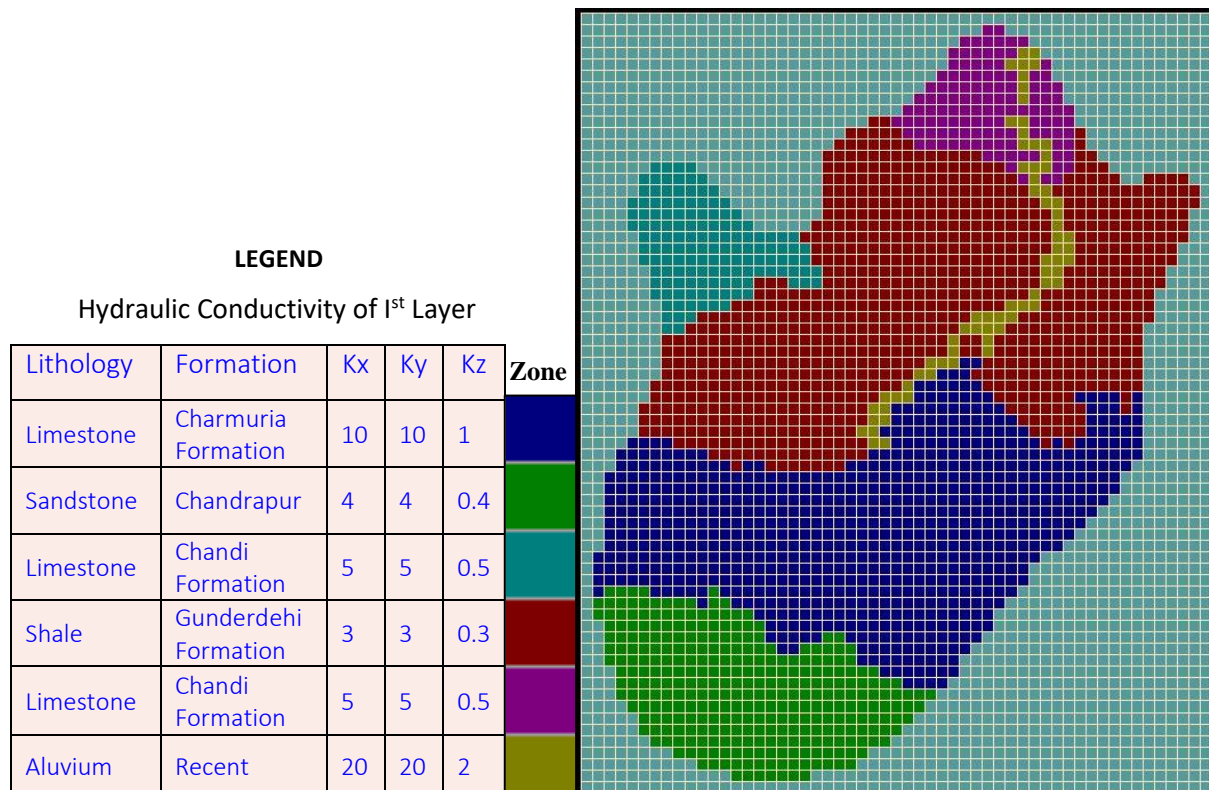 LEGEND
Hydraulic Conductivity of Ist Layer
Lithology Formation Kx Ky Kz Zone
Limestone Charmuria Formation 10 10 1
Sandstone Chandrapur 4 4 0.4
Limestone Chandi Formation 5 5 0.5
Shale Gunderdehi Formation 3 3 0.3
Limestone Chandi Formation 5 5 0.5
Aluvium Recent 20 20 2